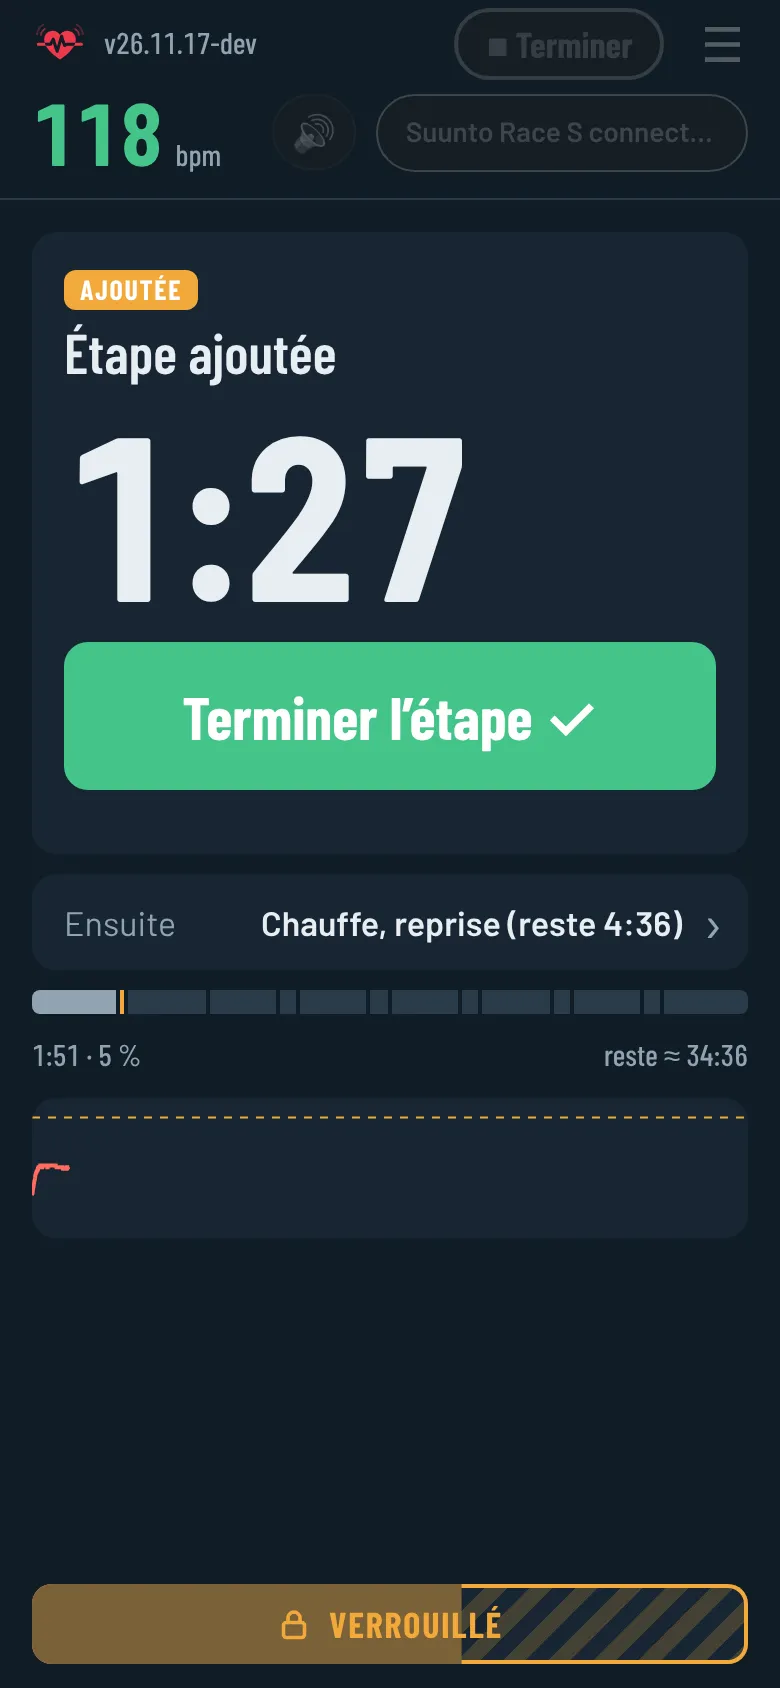 v26.11.17-dev
■ Terminer
118 bpm
Suunto Race S connect...
AJOUTÉE
Étape ajoutée
1:27
Terminer l’étape ✓
Ensuite Chauffe, reprise (reste 4:36) ›
1:51 · 5 % reste ≈ 34:36
VERROUILLÉ